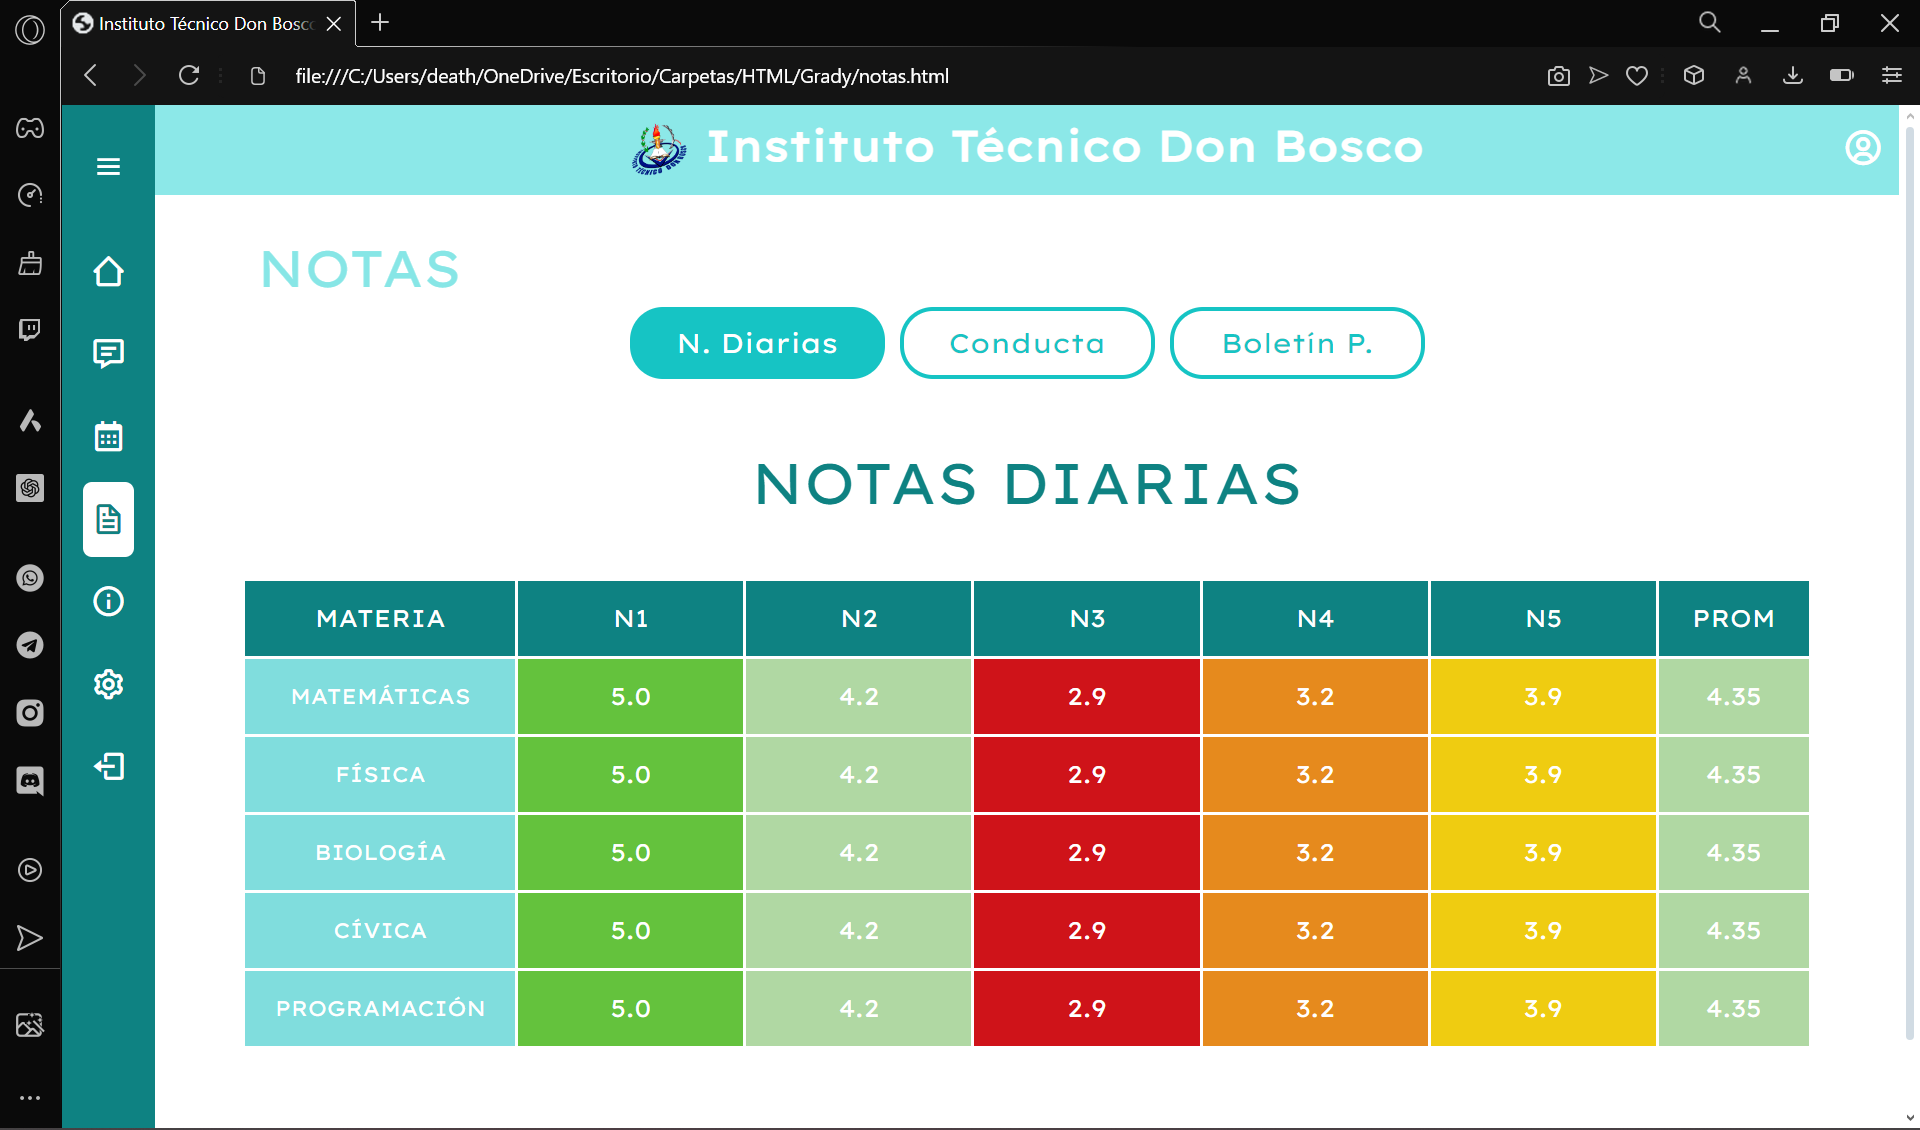 Instituto Técnico Don Bosc
file:///C:/Users/death/OneDrive/Escritorio/Carpetas/HTML/Grady/notas.html
Instituto Técnico Don Bosco
NOTAS
N. Diarias Conducta Boletín P.
NOTAS DIARIAS
MATERIA N1 N2 N3 N4 N5 PROM
MATEMÁTICAS 5.0 4.2 2.9 3.2 3.9 4.35
FÍSICA 5.0 4.2 2.9 3.2 3.9 4.35
BIOLOGÍA 5.0 4.2 2.9 3.2 3.9 4.35
CÍVICA 5.0 4.2 2.9 3.2 3.9 4.35
PROGRAMACIÓN 5.0 4.2 2.9 3.2 3.9 4.35